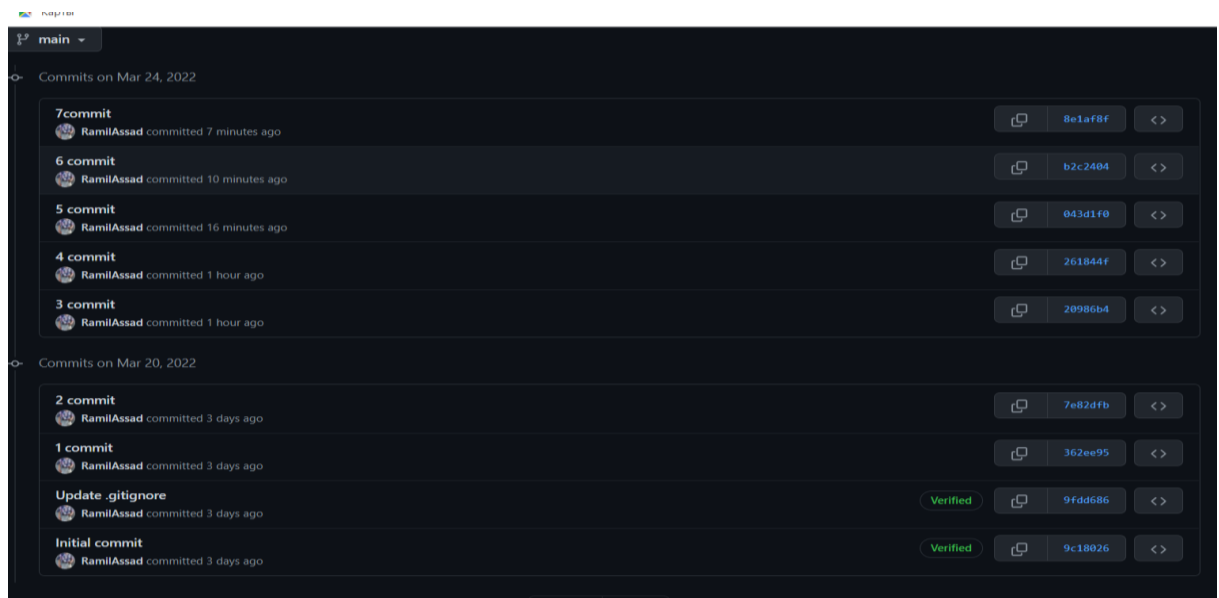 main
Commits on Mar 24, 2022
7commit
RamilAssad committed 7 minutes ago
8e1af8f
6 commit
RamilAssad committed 10 minutes ago
b2c2404
5 commit
RamilAssad committed 16 minutes ago
043d1f0
4 commit
RamilAssad committed 1 hour ago
261844f
3 commit
RamilAssad committed 1 hour ago
20986b4
Commits on Mar 20, 2022
2 commit
RamilAssad committed 3 days ago
7e82dfb
1 commit
RamilAssad committed 3 days ago
362ee95
Update .gitignore
RamilAssad committed 3 days ago
Verified 9fdd686
Initial commit
RamilAssad committed 3 days ago
Verified 9c18026